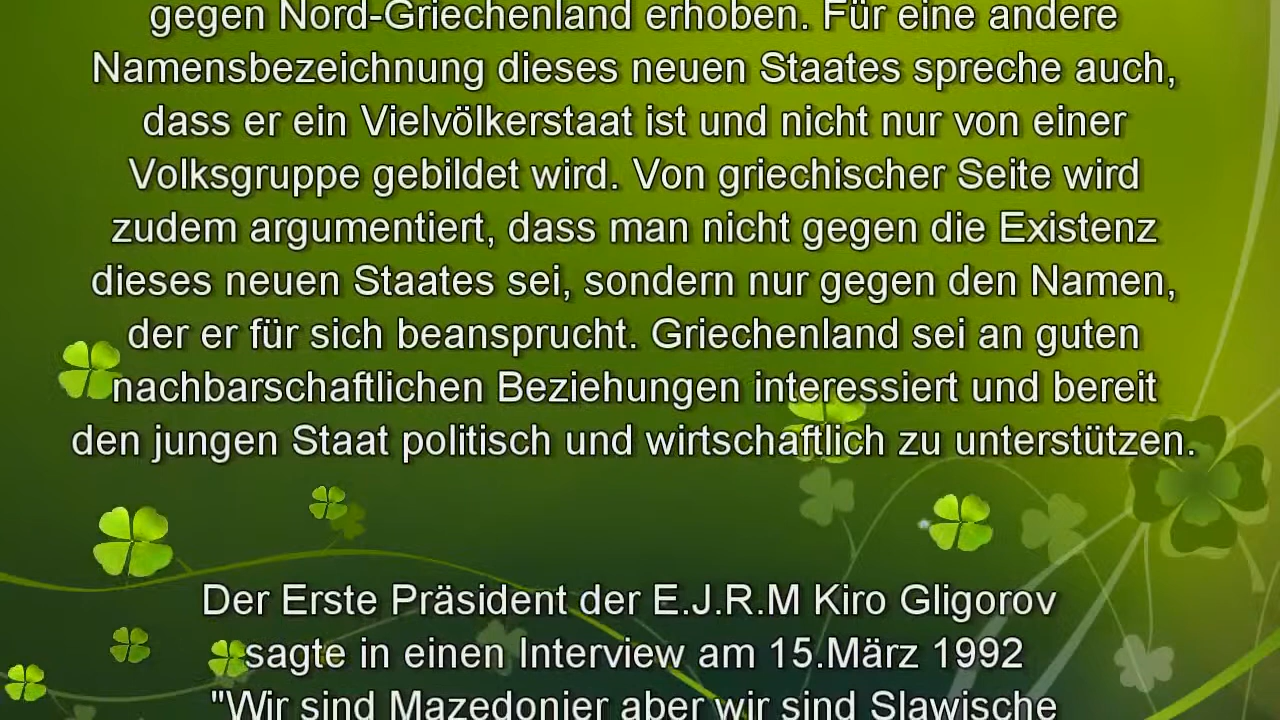 gegen Nord-Griechenland erhoben. Für eine andere
Namensbezeichnung dieses neuen Staates spreche auch,
dass er ein Vielvölkerstaat ist und nicht nur von einer
Volksgruppe gebildet wird. Von griechischer Seite wird
zudem argumentiert, dass man nicht gegen die Existenz
dieses neuen Staates sei, sondern nur gegen den Namen,
der er für sich beansprucht. Griechenland sei an guten
nachbarschaftlichen Beziehungen interessiert und bereit
den jungen Staat politisch und wirtschaftlich zu unterstützen.
Der Erste Präsident der E.J.R.M Kiro Gligorov
sagte in einen Interview am 15.März 1992
"Wir sind Mazedonier aber wir sind Slawische